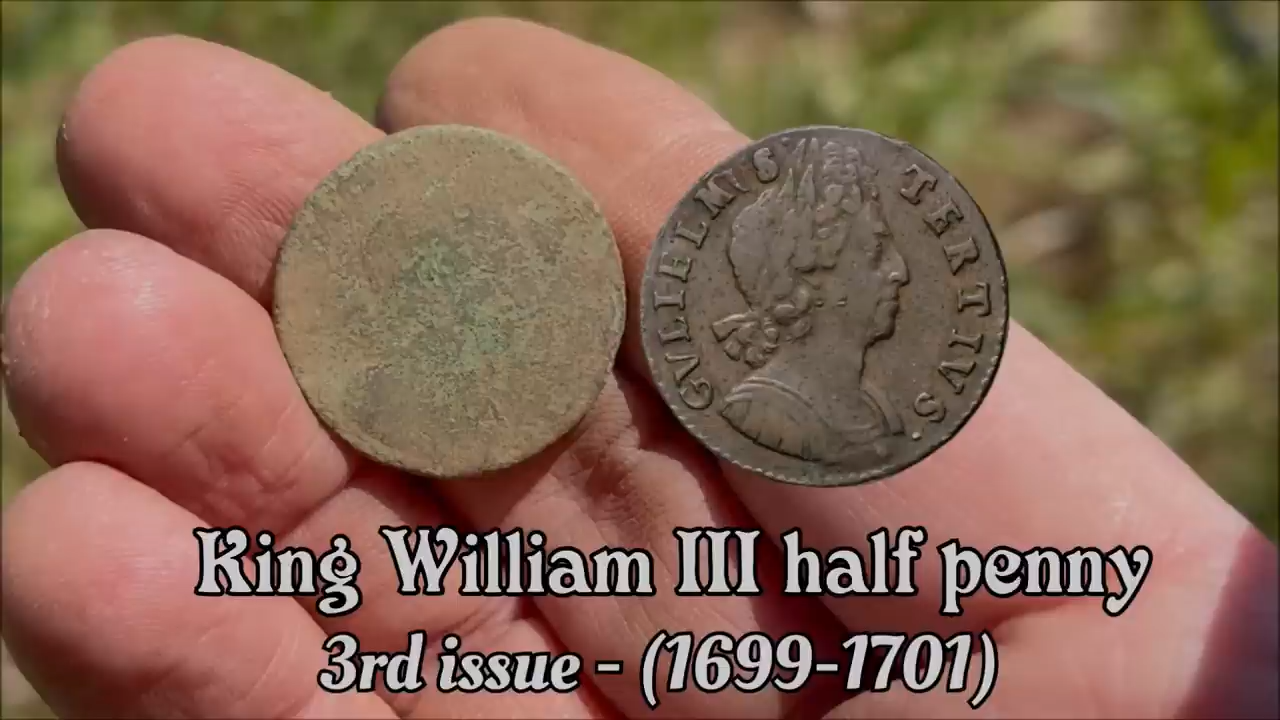 GVLIELMVS TERTIVS·
King William III half penny
3rd issue - (1699-1701)